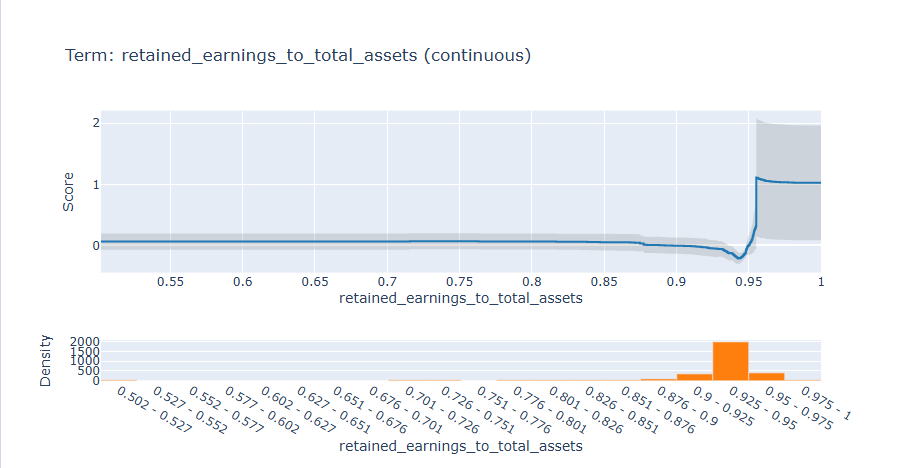 Term: retained_earnings_to_total_assets (continuous)
2
1
0
Score
0.55 0.6 0.65 0.7 0.75 0.8 0.85 0.9 0.95 1
retained_earnings_to_total_assets
2000
1500
1000
500
0
Density
0.502 - 0.527
0.527 - 0.552
0.552 - 0.577
0.577 - 0.602
0.602 - 0.627
0.627 - 0.651
0.651 - 0.676
0.676 - 0.701
0.701 - 0.726
0.726 - 0.751
0.751 - 0.776
0.776 - 0.801
0.801 - 0.826
0.826 - 0.851
0.851 - 0.876
0.876 - 0.9
0.9 - 0.925
0.925 - 0.95
0.95 - 0.975
0.975 - 1
retained_earnings_to_total_assets